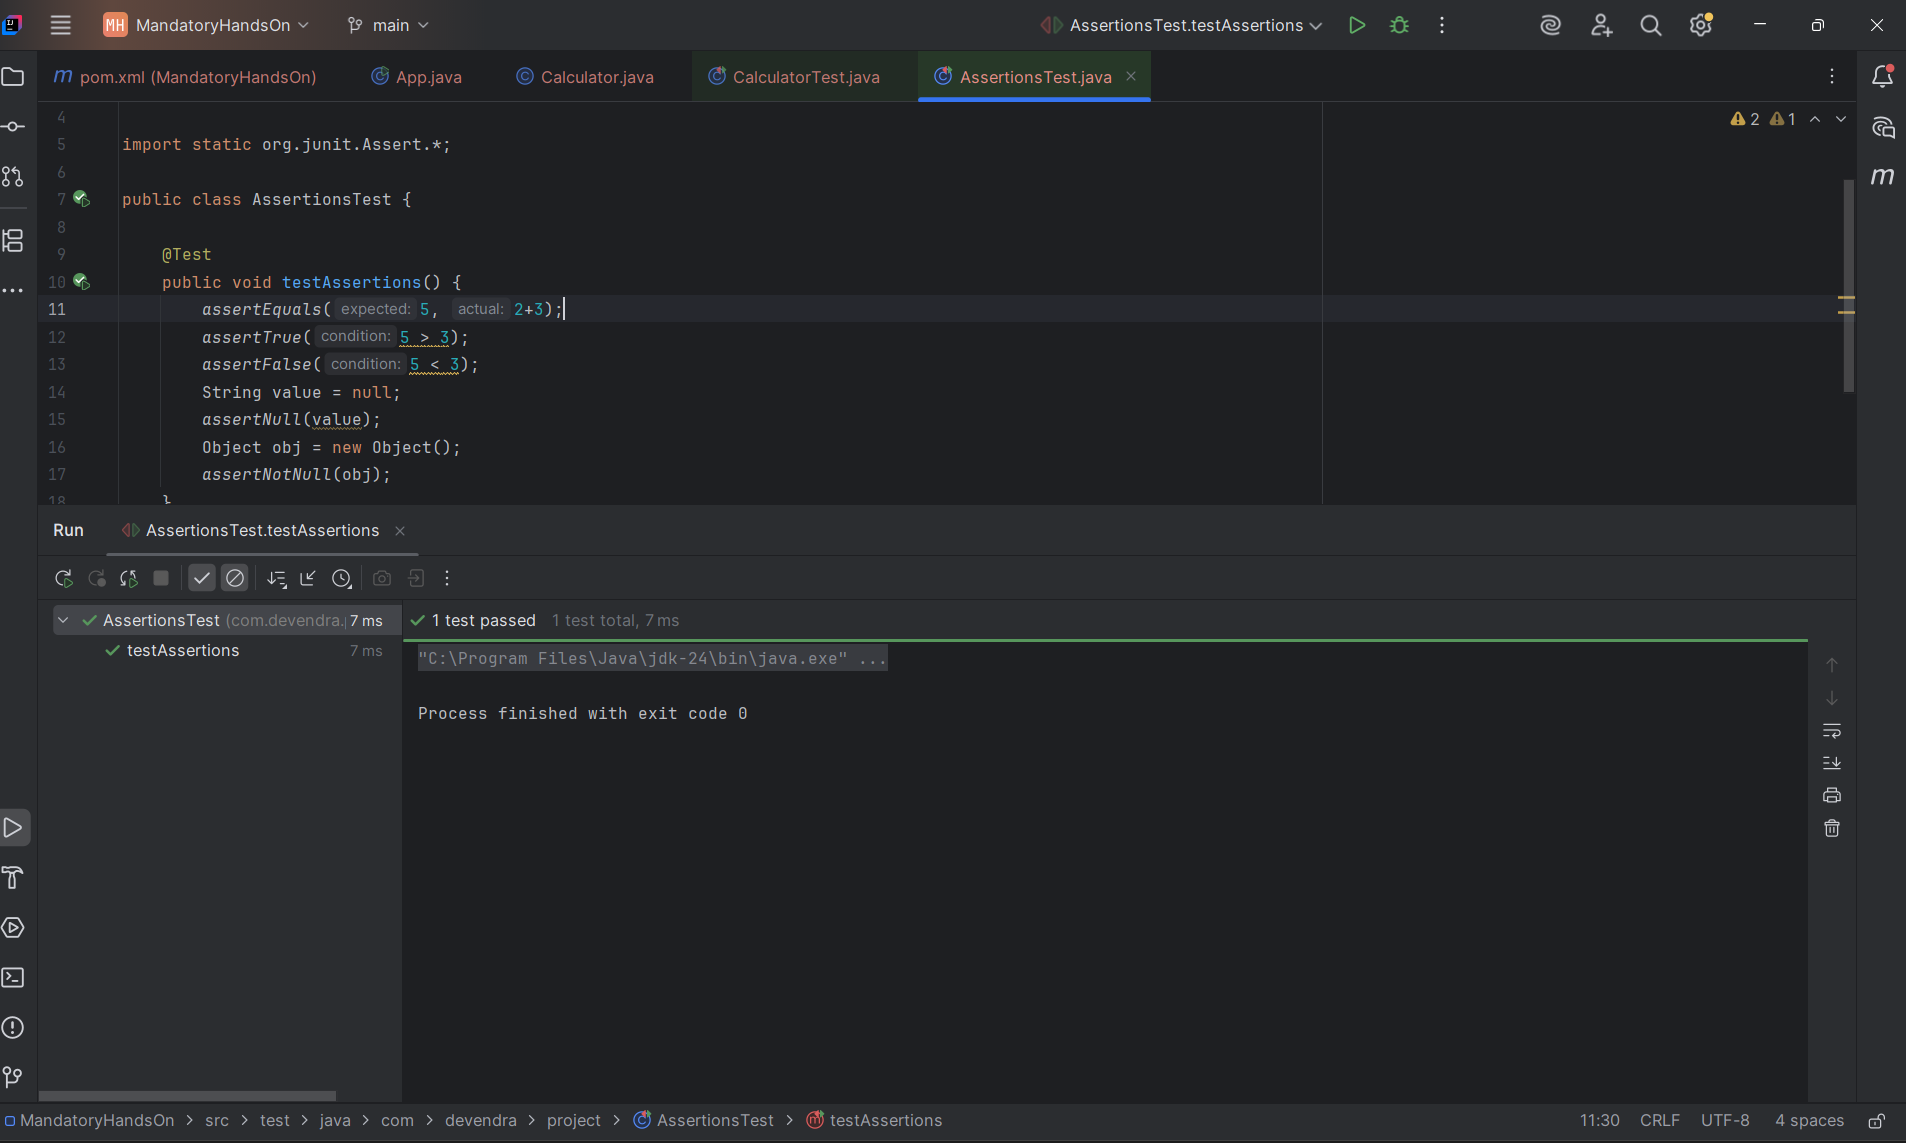 MH MandatoryHandsOn main AssertionsTest.testAssertions
m pom.xml (MandatoryHandsOn) App.java Calculator.java CalculatorTest.java AssertionsTest.java
4 2 1
5 import static org.junit.Assert.*;
6
7 public class AssertionsTest {
8
9 @Test
10 public void testAssertions() {
11 assertEquals( expected: 5, actual: 2+3);
12 assertTrue( condition: 5 > 3);
13 assertFalse( condition: 5 < 3);
14 String value = null;
15 assertNull(value);
16 Object obj = new Object();
17 assertNotNull(obj);
18 }
Run AssertionsTest.testAssertions
AssertionsTest (com.devendra. 7 ms 1 test passed 1 test total, 7 ms
testAssertions 7 ms
"C:\Program Files\Java\jdk-24\bin\java.exe" ...
Process finished with exit code 0
MandatoryHandsOn > src > test > java > com > devendra > project > AssertionsTest > testAssertions 11:30 CRLF UTF-8 4 spaces